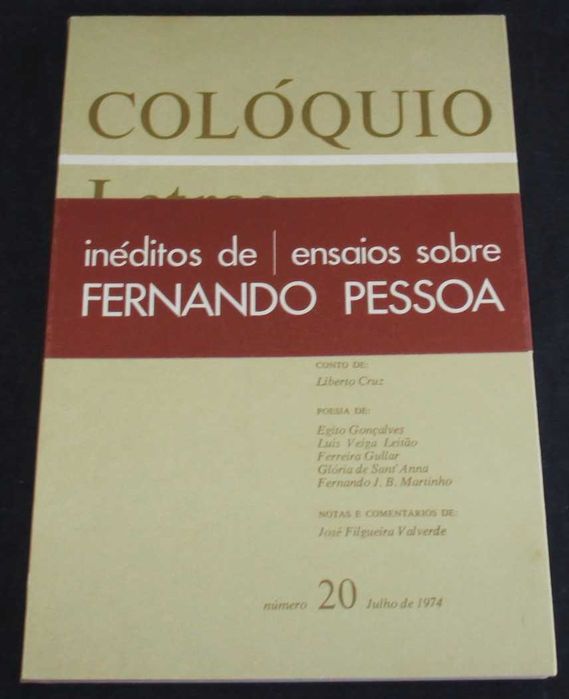 COLÓQUIO
Letras
inéditos de | ensaios sobre
FERNANDO PESSOA
CONTO DE:
Liberto Cruz
POESIA DE:
Egito Gonçalves
Luís Veiga Leitão
Ferreira Gullar
Glória de Sant'Anna
Fernando J. B. Martinho
NOTAS E COMENTÁRIOS DE:
José Filgueira Valverde
número 20 Julho de 1974